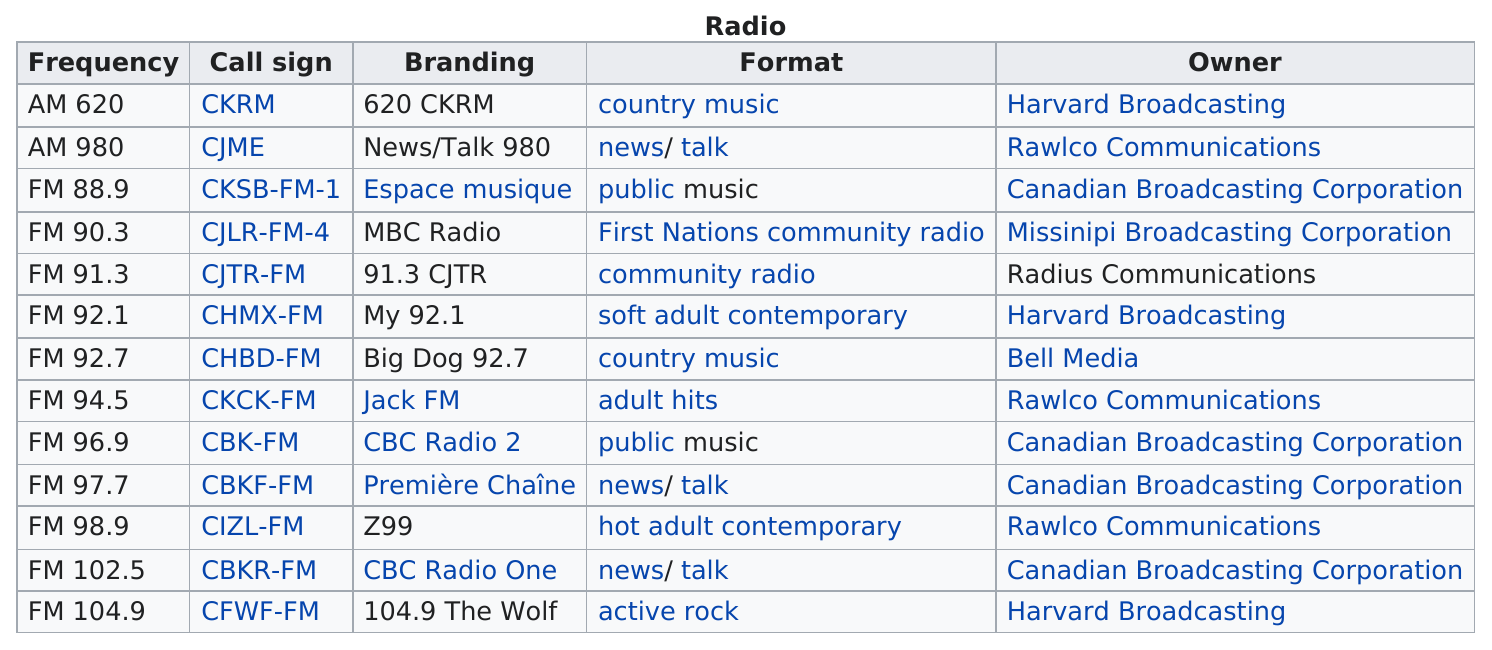 Radio
Frequency Call sign Branding Format Owner
AM 620 CKRM 620 CKRM country music Harvard Broadcasting
AM 980 CJME News/Talk 980 news/ talk Rawlco Communications
FM 88.9 CKSB-FM-1 Espace musique public music Canadian Broadcasting Corporation
FM 90.3 CJLR-FM-4 MBC Radio First Nations community radio Missinipi Broadcasting Corporation
FM 91.3 CJTR-FM 91.3 CJTR community radio Radius Communications
FM 92.1 CHMX-FM My 92.1 soft adult contemporary Harvard Broadcasting
FM 92.7 CHBD-FM Big Dog 92.7 country music Bell Media
FM 94.5 CKCK-FM Jack FM adult hits Rawlco Communications
FM 96.9 CBK-FM CBC Radio 2 public music Canadian Broadcasting Corporation
FM 97.7 CBKF-FM Première Chaîne news/ talk Canadian Broadcasting Corporation
FM 98.9 CIZL-FM Z99 hot adult contemporary Rawlco Communications
FM 102.5 CBKR-FM CBC Radio One news/ talk Canadian Broadcasting Corporation
FM 104.9 CFWF-FM 104.9 The Wolf active rock Harvard Broadcasting